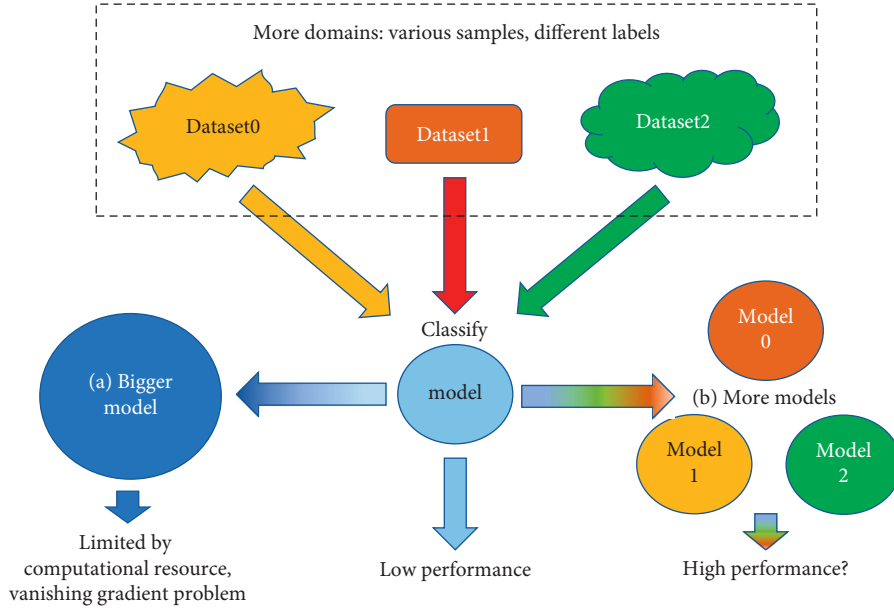 More domains: various samples, different labels
Dataset0
Dataset1
Dataset2
Classify
model
(a) Bigger
model
Model
0
(b) More models
Model
1
Model
2
Limited by
computational resource,
vanishing gradient problem
Low performance
High performance?